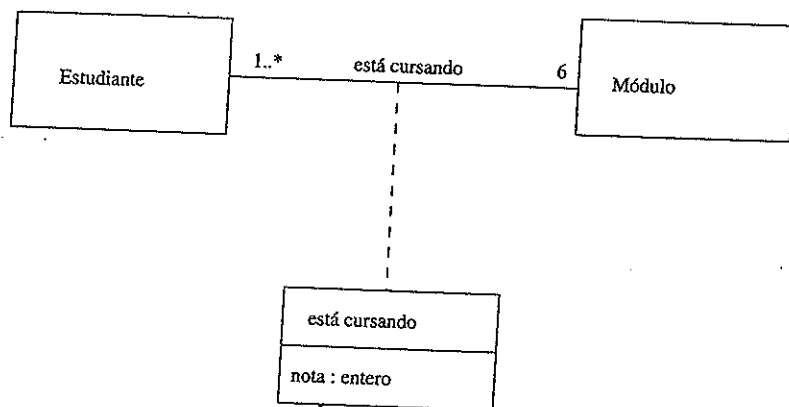 Estudiante
1..*
está cursando
6
Módulo
está cursando
nota : entero